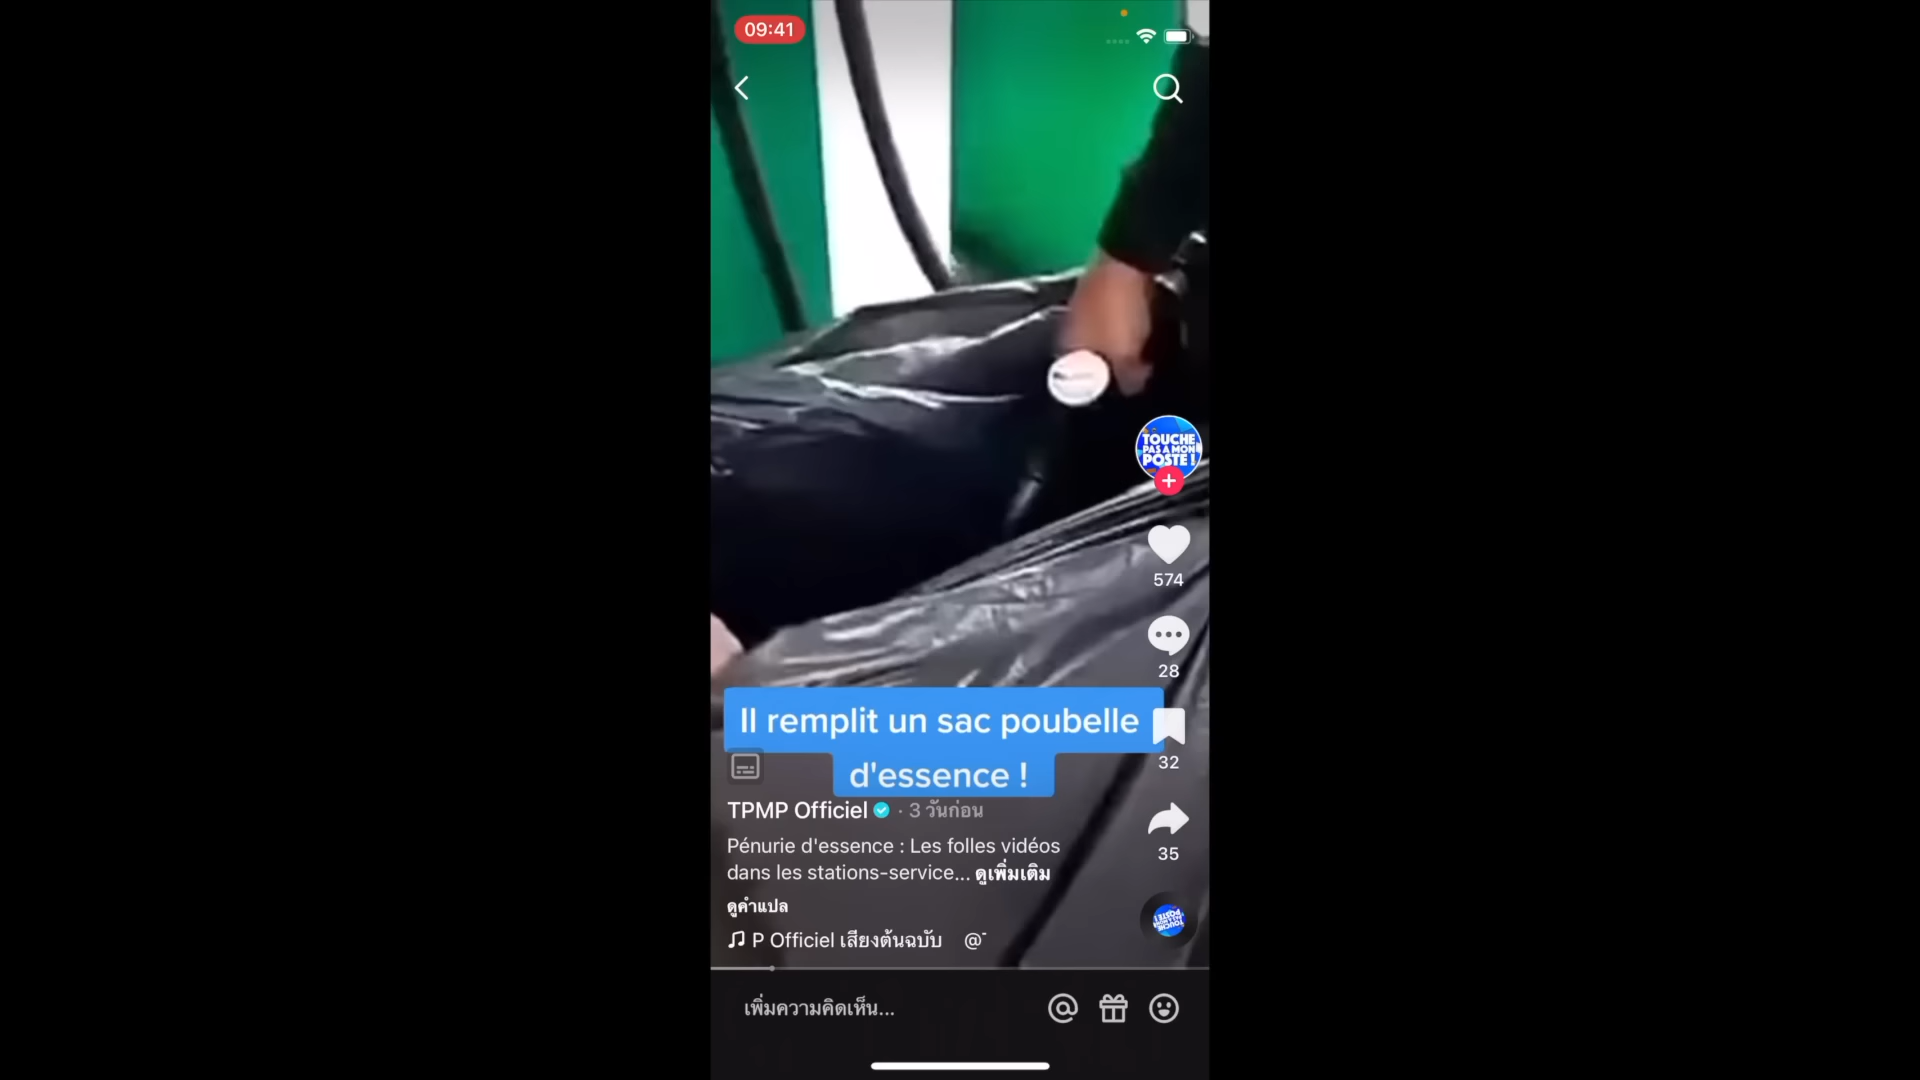 09:41
TOUCHE
PAS A MON
POSTE !
574
28
Il remplit un sac poubelle
d'essence !
32
TPMP Officiel · 3 วันก่อน
Pénurie d'essence : Les folles vidéos
dans les stations-service... ดูเพิ่มเติม
35
ดูคำแปล
P Officiel เสียงต้นฉบับ @
เพิ่มความคิดเห็น...